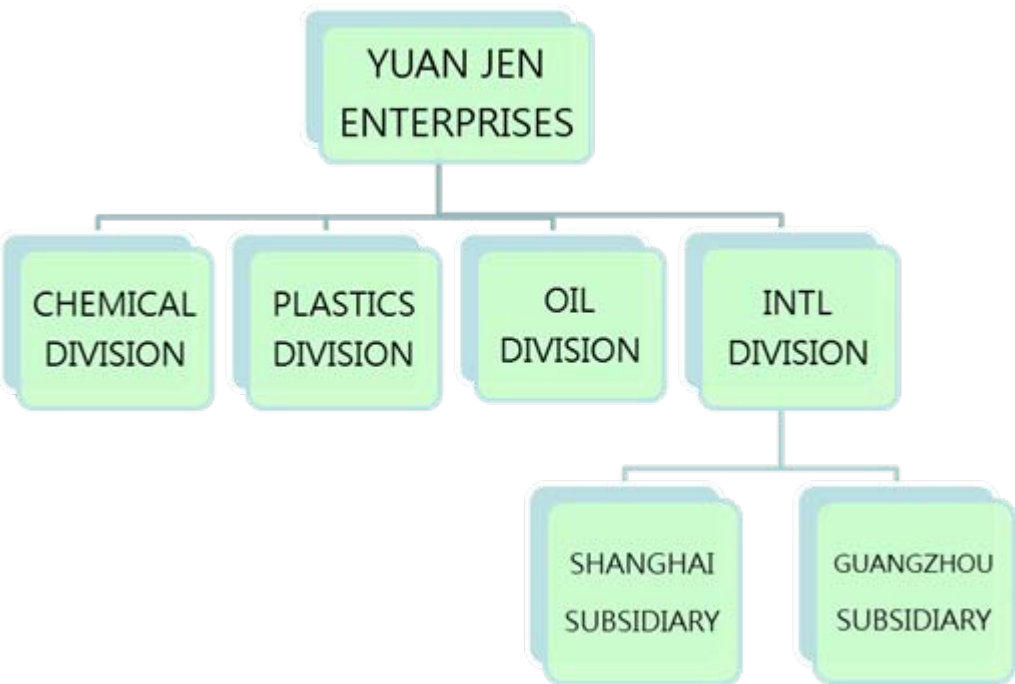 YUAN JEN
ENTERPRISES
CHEMICAL
DIVISION
PLASTICS
DIVISION
OIL
DIVISION
INTL
DIVISION
SHANGHAI
SUBSIDIARY
GUANGZHOU
SUBSIDIARY